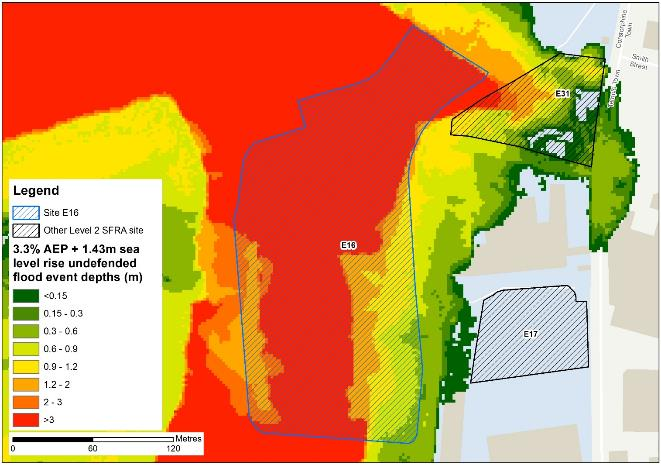 Corstorphine
Town
Smith
Street
E31
E16
E17
Legend
Site E16
Other Level 2 SFRA site
3.3% AEP + 1.43m sea
level rise undefended
flood event depths (m)
<0.15
0.15 - 0.3
0.3 - 0.6
0.6 - 0.9
0.9 - 1.2
1.2 - 2
2 - 3
>3
Metres
0 60 120